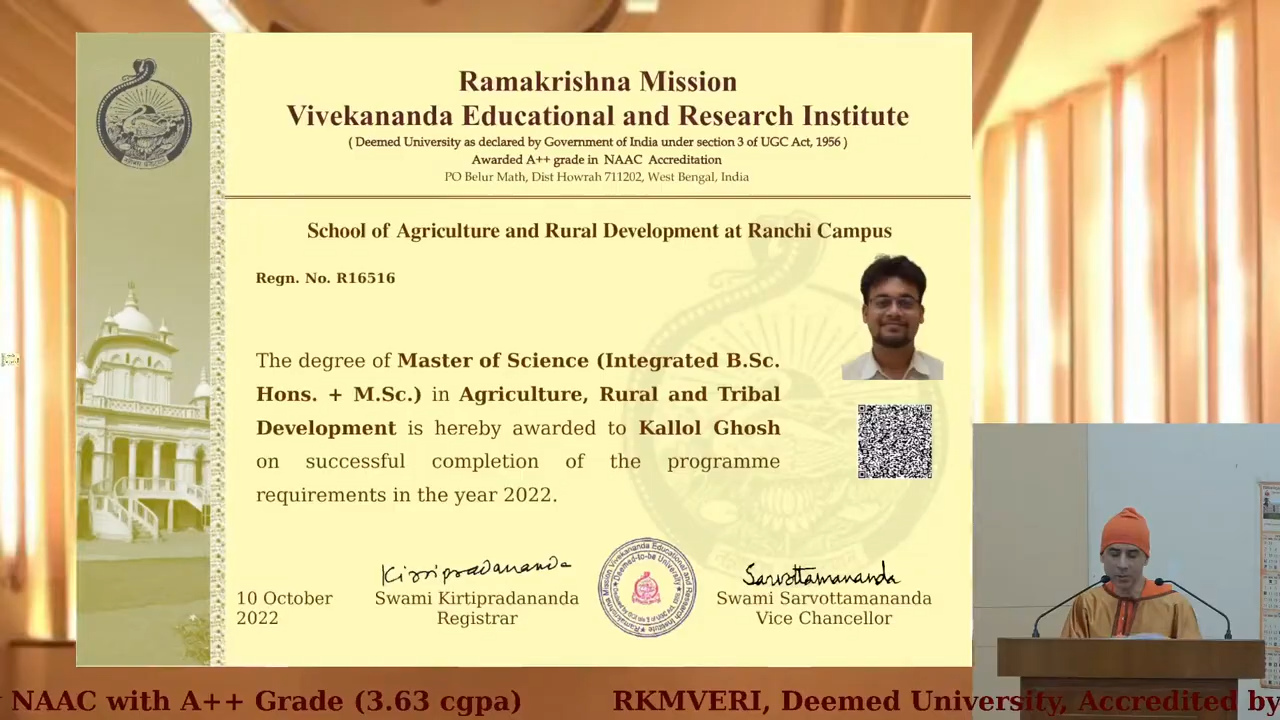 Ramakrishna Mission
Vivekananda Educational and Research Institute
( Deemed University as declared by Government of India under section 3 of UGC Act, 1956 )
Awarded A++ grade in NAAC Accreditation
PO Belur Math, Dist Howrah 711202, West Bengal, India
School of Agriculture and Rural Development at Ranchi Campus
Regn. No. R16516
The degree of Master of Science (Integrated B.Sc.
Hons. + M.Sc.) in Agriculture, Rural and Tribal
Development is hereby awarded to Kallol Ghosh
on successful completion of the programme
requirements in the year 2022.
Kirtipradananda
Sarvottamananda
10 October
2022
Swami Kirtipradananda
Registrar
Deemed-to-be University
Swami Sarvottamananda
Vice Chancellor
NAAC with A++ Grade (3.63 cgpa) RKMVERI, Deemed University, Accredited by